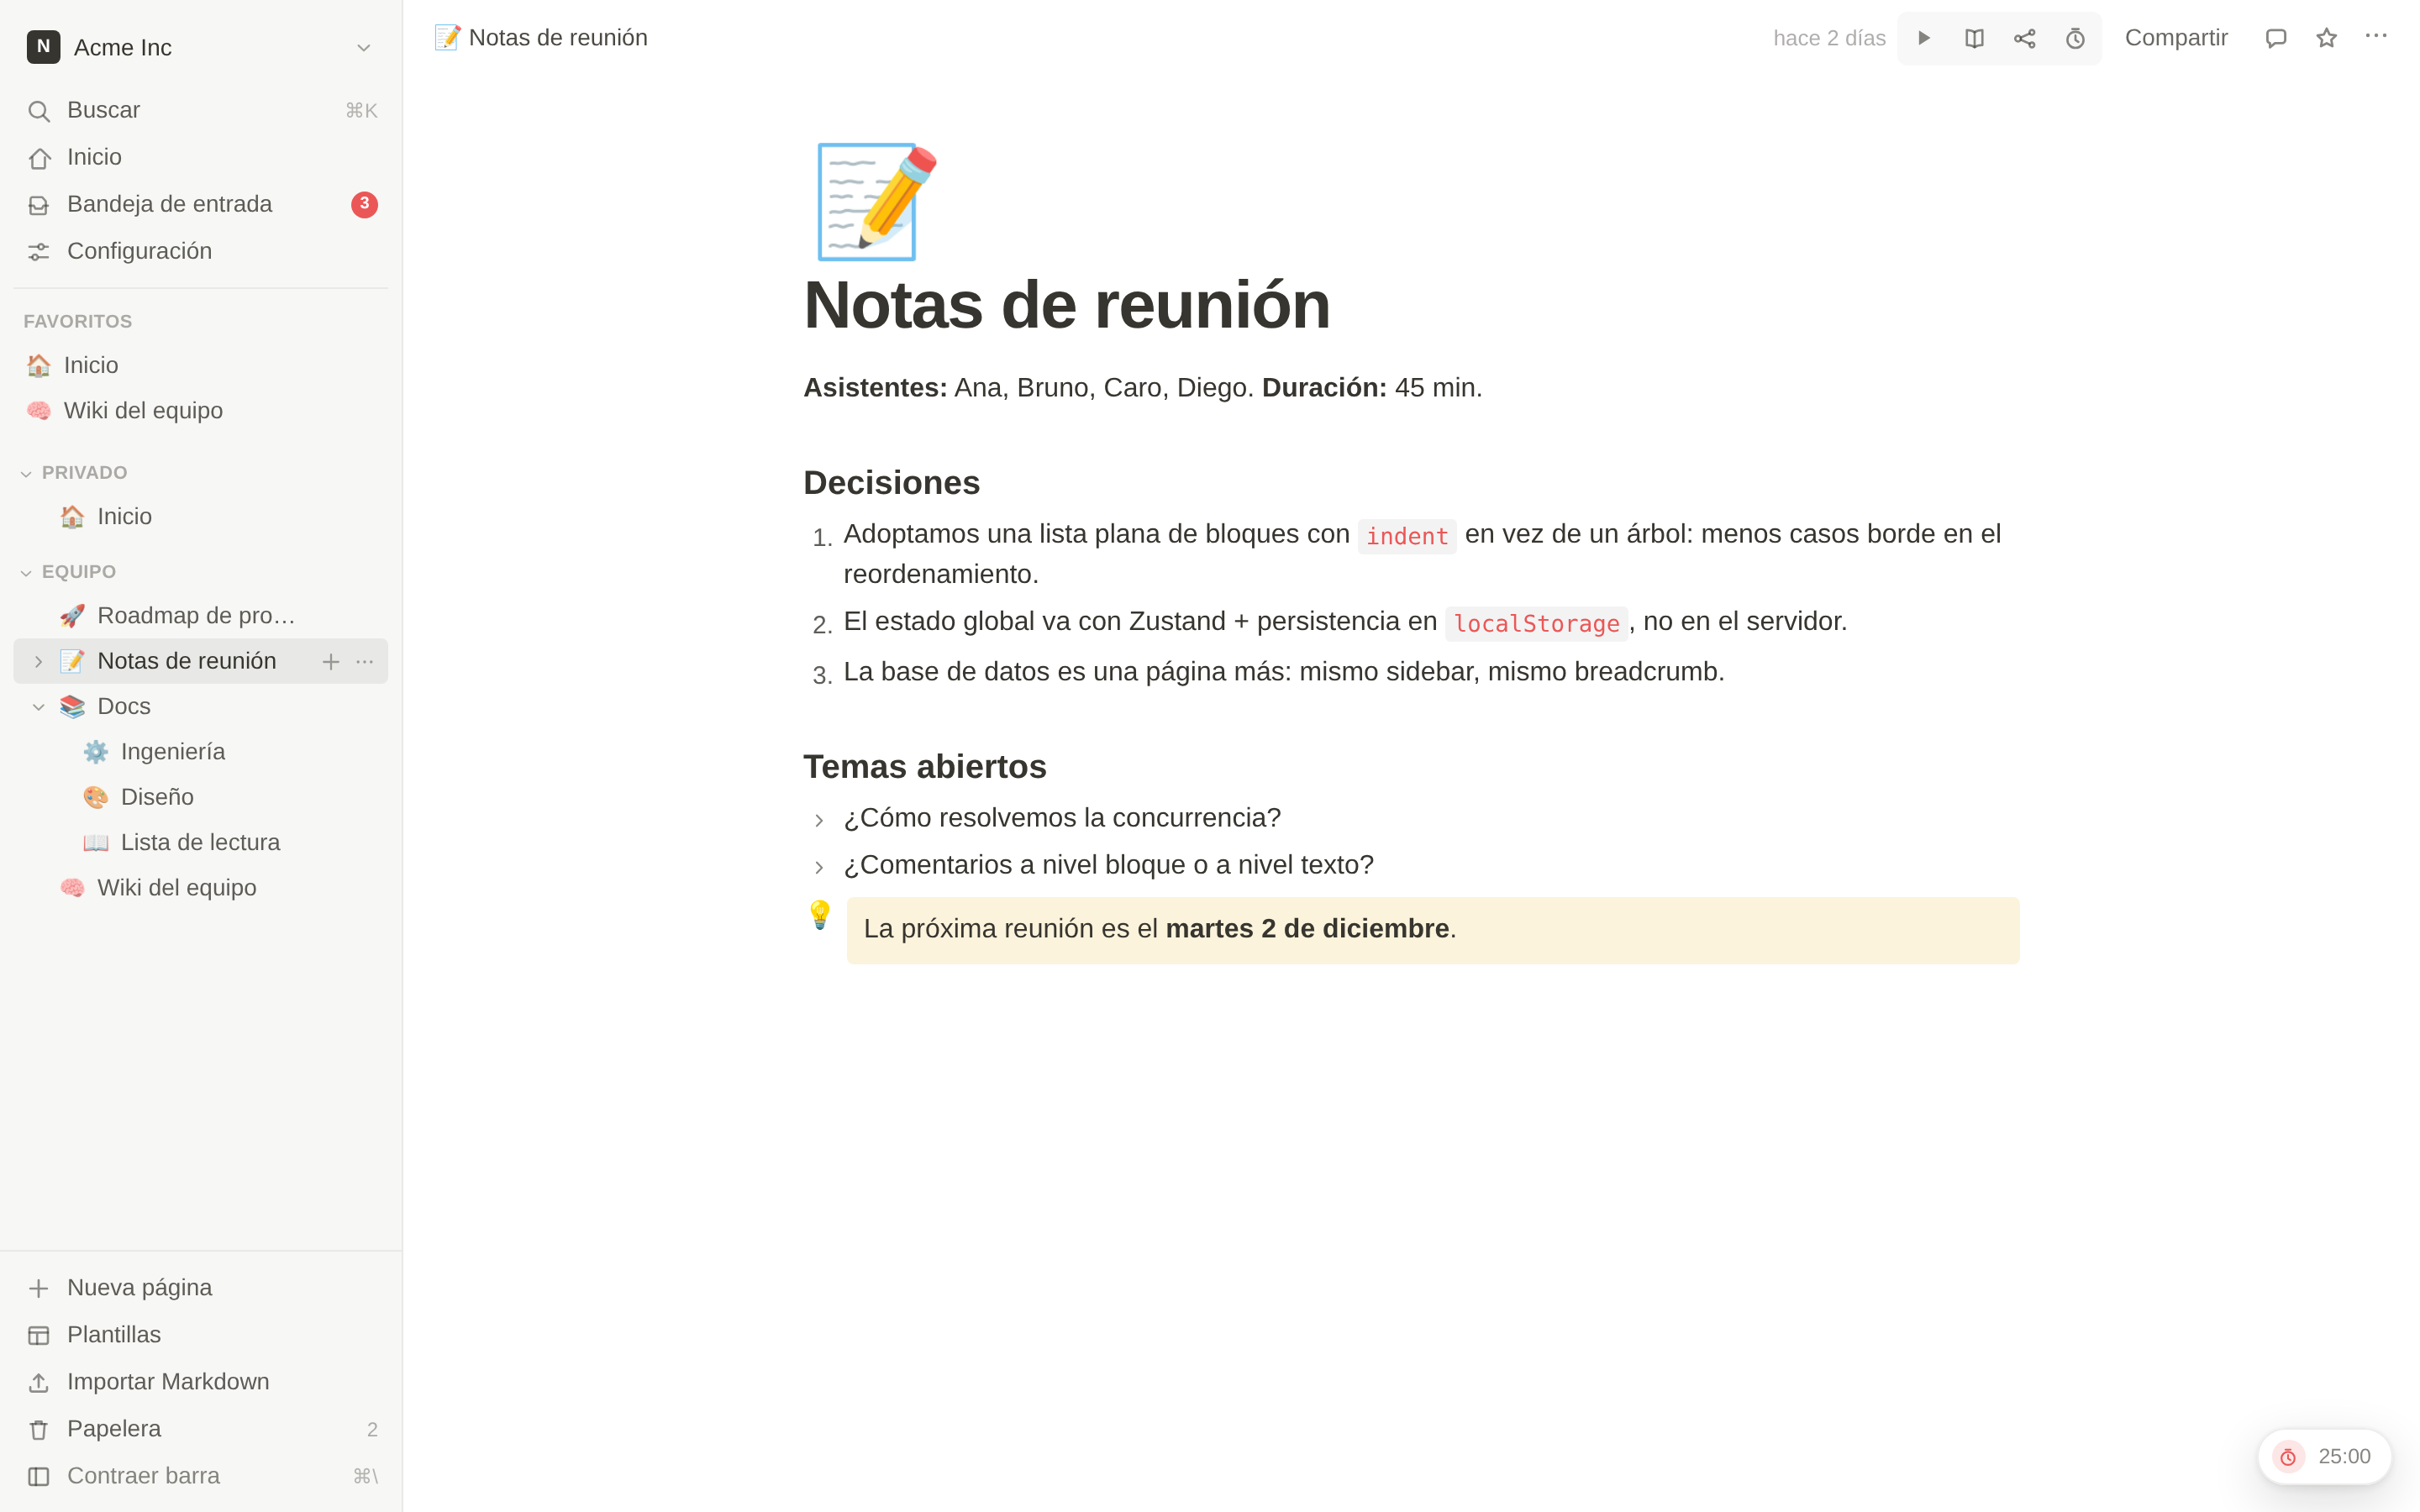 N Acme Inc
Buscar ⌘K
Inicio
Bandeja de entrada 3
Configuración
FAVORITOS
Inicio
Wiki del equipo
PRIVADO
Inicio
EQUIPO
Roadmap de pro…
Notas de reunión
Docs
Ingeniería
Diseño
Lista de lectura
Wiki del equipo
Nueva página
Plantillas
Importar Markdown
Papelera 2
Contraer barra ⌘\
Notas de reunión
hace 2 días
Compartir
Notas de reunión
Asistentes: Ana, Bruno, Caro, Diego. Duración: 45 min.
Decisiones
1. Adoptamos una lista plana de bloques con indent en vez de un árbol: menos casos borde en el
reordenamiento.
2. El estado global va con Zustand + persistencia en localStorage, no en el servidor.
3. La base de datos es una página más: mismo sidebar, mismo breadcrumb.
Temas abiertos
¿Cómo resolvemos la concurrencia?
¿Comentarios a nivel bloque o a nivel texto?
La próxima reunión es el martes 2 de diciembre.
25:00